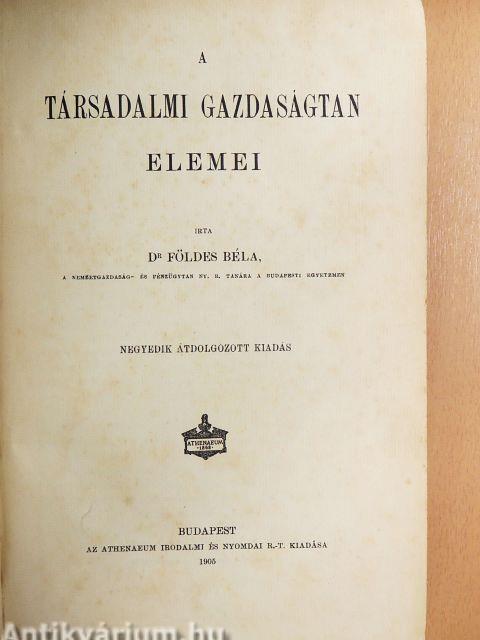 A
TÁRSADALMI GAZDASÁGTAN
ELEMEI
IRTA
DR FÖLDES BÉLA,
A NEMZETGAZDASÁG- ÉS PÉNZÜGYTAN NY. R. TANÁRA A BUDAPESTI EGYETEMEN
NEGYEDIK ÁTDOLGOZOTT KIADÁS
ATHENAEUM
1868
BUDAPEST
AZ ATHENAEUM IRODALMI ÉS NYOMDAI R.-T. KIADÁSA
1905
Antikvárium.hu